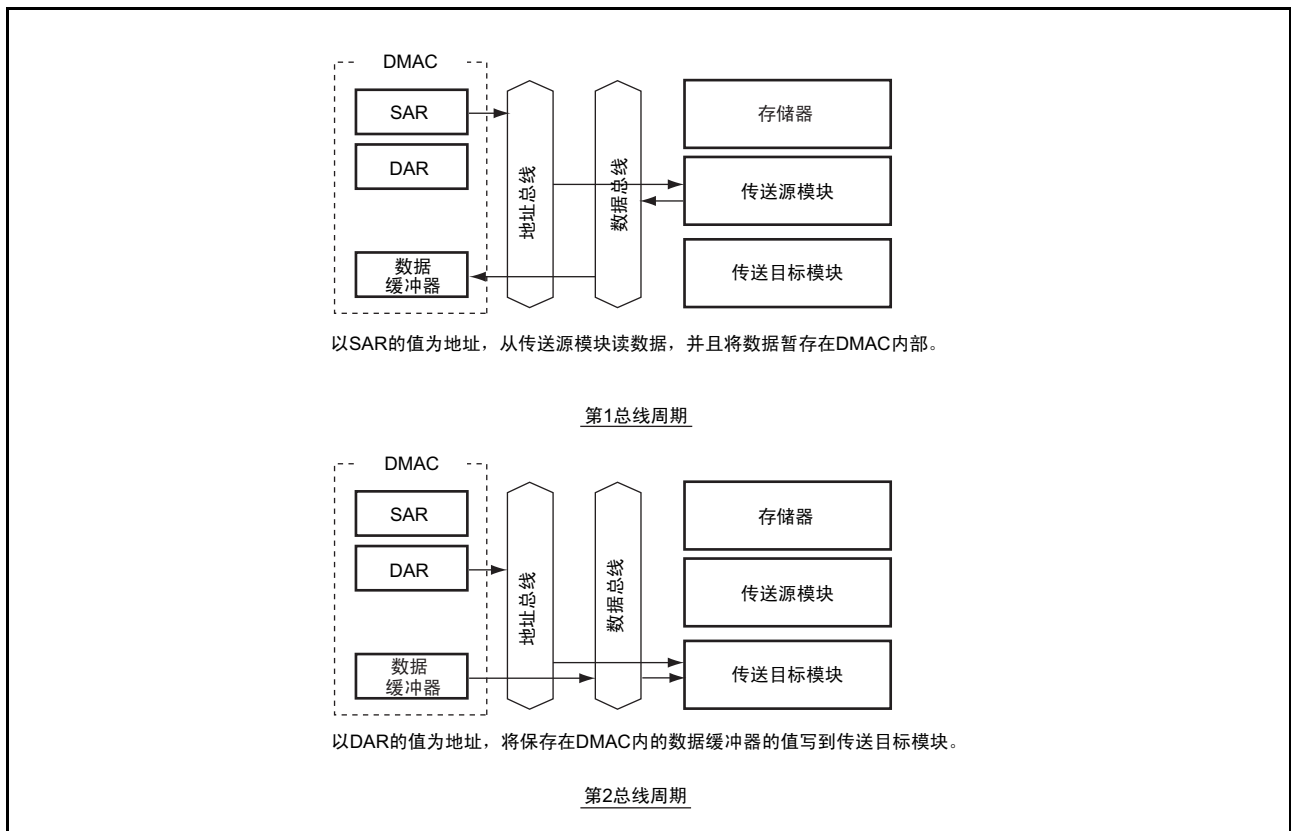 DMAC
SAR
DAR
数据
缓冲器
地址总线
数据总线
存储器
传送源模块
传送目标模块
以SAR的值为地址，从传送源模块读数据，并且将数据暂存在DMAC内部。
第1总线周期
DMAC
SAR
DAR
数据
缓冲器
地址总线
数据总线
存储器
传送源模块
传送目标模块
以DAR的值为地址，将保存在DMAC内的数据缓冲器的值写到传送目标模块。
第2总线周期